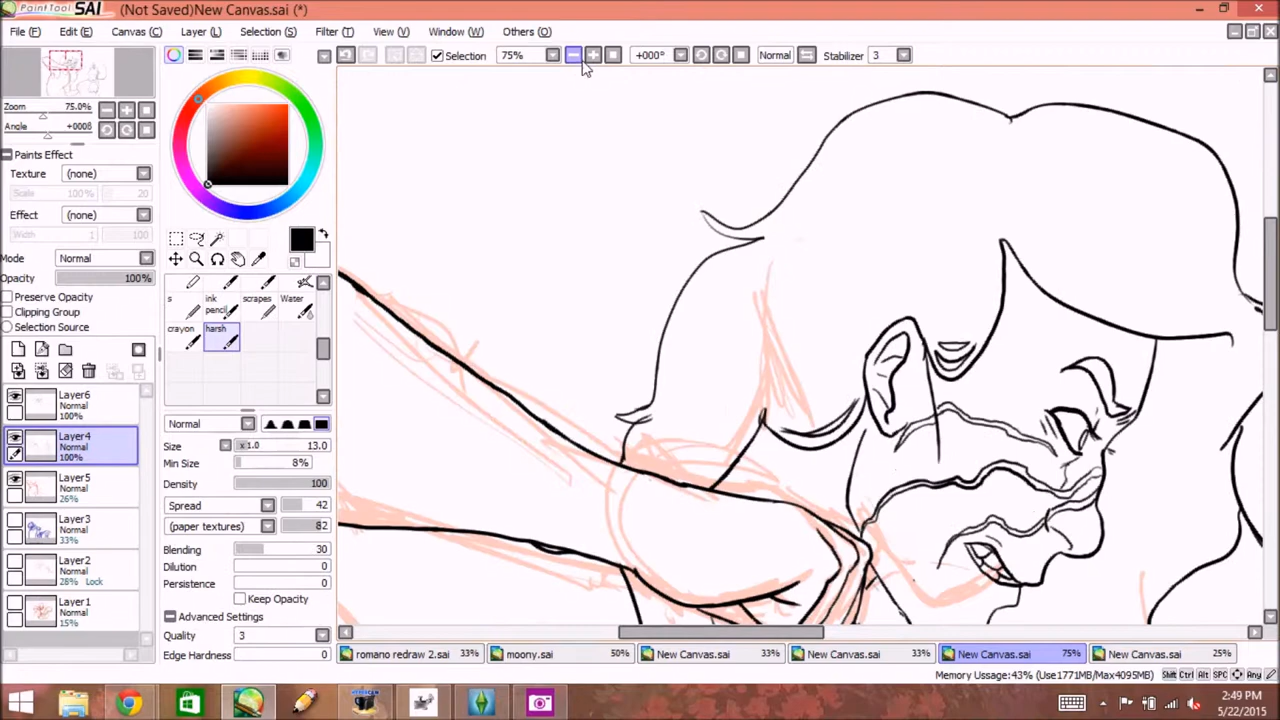 PaintTool SAI (Not Saved)New Canvas.sai (*)
File (F) Edit (E) Canvas (C) Layer (L) Selection (S) Filter (T) View (V) Window (W) Others (O)
Selection 75% +000° Normal Stabilizer 3
Zoom 75.0%
Angle
Paints Effect
Texture (none)
Scale 100% 20
Effect (none)
Width 1 100
Mode Normal
Opacity 100%
Preserve Opacity
Clipping Group
Selection Source
Layer6
Normal
100%
Layer4
Normal
100%
Layer5
Normal
26%
Layer3
Normal
33%
Layer2
Normal
28% Lock
Layer1
Normal
15%
s ink pencil scrapes Water
crayon harsh
Normal
Size x1.0 13.0
Min Size 8%
Density 100
Spread 42
(paper textures) 82
Blending 30
Dilution 0
Persistence 0
Keep Opacity
Advanced Settings
Quality 3
Edge Hardness 0
romano redraw 2.sai 33% moony.sai 50% New Canvas.sai 33% New Canvas.sai 33% New Canvas.sai 75% New Canvas.sai 25%
Memory Usage:43% (Use1771MB/Max4095MB) Shift Ctrl Alt SPC Any
2:49 PM
5/22/2015